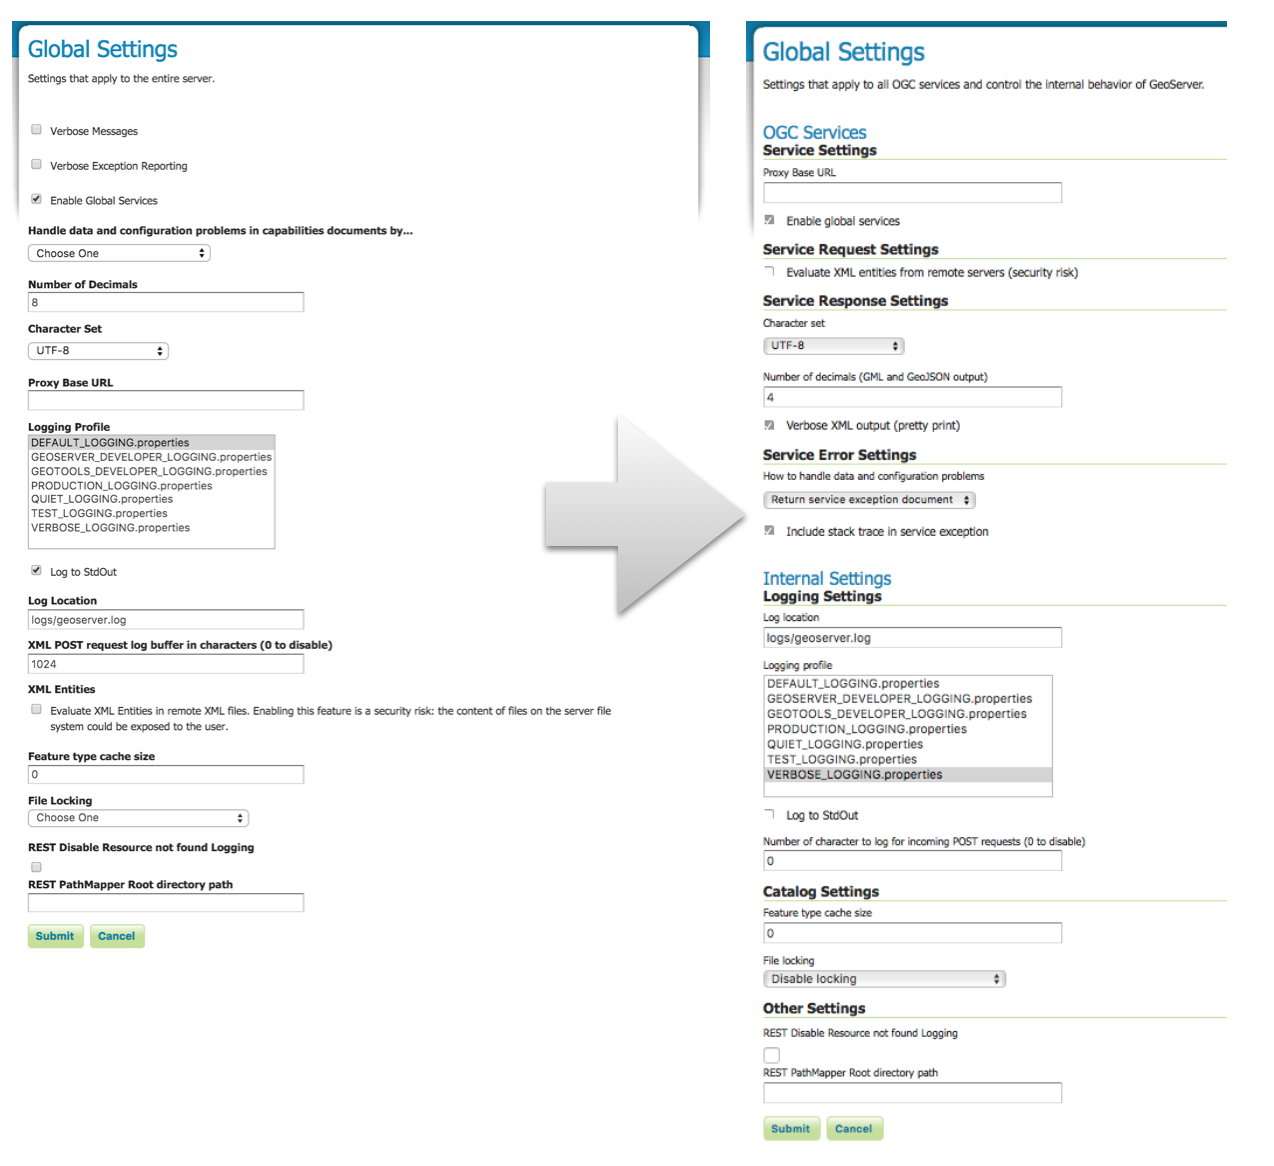 Global Settings
Settings that apply to the entire server.
Verbose Messages
Verbose Exception Reporting
Enable Global Services
Handle data and configuration problems in capabilities documents by...
Choose One
Number of Decimals
8
Character Set
UTF-8
Proxy Base URL
Logging Profile
DEFAULT_LOGGING.properties
GEOSERVER_DEVELOPER_LOGGING.properties
GEOTOOLS_DEVELOPER_LOGGING.properties
PRODUCTION_LOGGING.properties
QUIET_LOGGING.properties
TEST_LOGGING.properties
VERBOSE_LOGGING.properties
Log to StdOut
Log Location
logs/geoserver.log
XML POST request log buffer in characters (0 to disable)
1024
XML Entities
Evaluate XML Entities in remote XML files. Enabling this feature is a security risk: the content of files on the server file
system could be exposed to the user.
Feature type cache size
0
File Locking
Choose One
REST Disable Resource not found Logging
REST PathMapper Root directory path
Submit Cancel
Global Settings
Settings that apply to all OGC services and control the internal behavior of GeoServer.
OGC Services
Service Settings
Proxy Base URL
Enable global services
Service Request Settings
Evaluate XML entities from remote servers (security risk)
Service Response Settings
Character set
UTF-8
Number of decimals (GML and GeoJSON output)
4
Verbose XML output (pretty print)
Service Error Settings
How to handle data and configuration problems
Return service exception document
Include stack trace in service exception
Internal Settings
Logging Settings
Log location
logs/geoserver.log
Logging profile
DEFAULT_LOGGING.properties
GEOSERVER_DEVELOPER_LOGGING.properties
GEOTOOLS_DEVELOPER_LOGGING.properties
PRODUCTION_LOGGING.properties
QUIET_LOGGING.properties
TEST_LOGGING.properties
VERBOSE_LOGGING.properties
Log to StdOut
Number of character to log for incoming POST requests (0 to disable)
0
Catalog Settings
Feature type cache size
0
File locking
Disable locking
Other Settings
REST Disable Resource not found Logging
REST PathMapper Root directory path
Submit Cancel